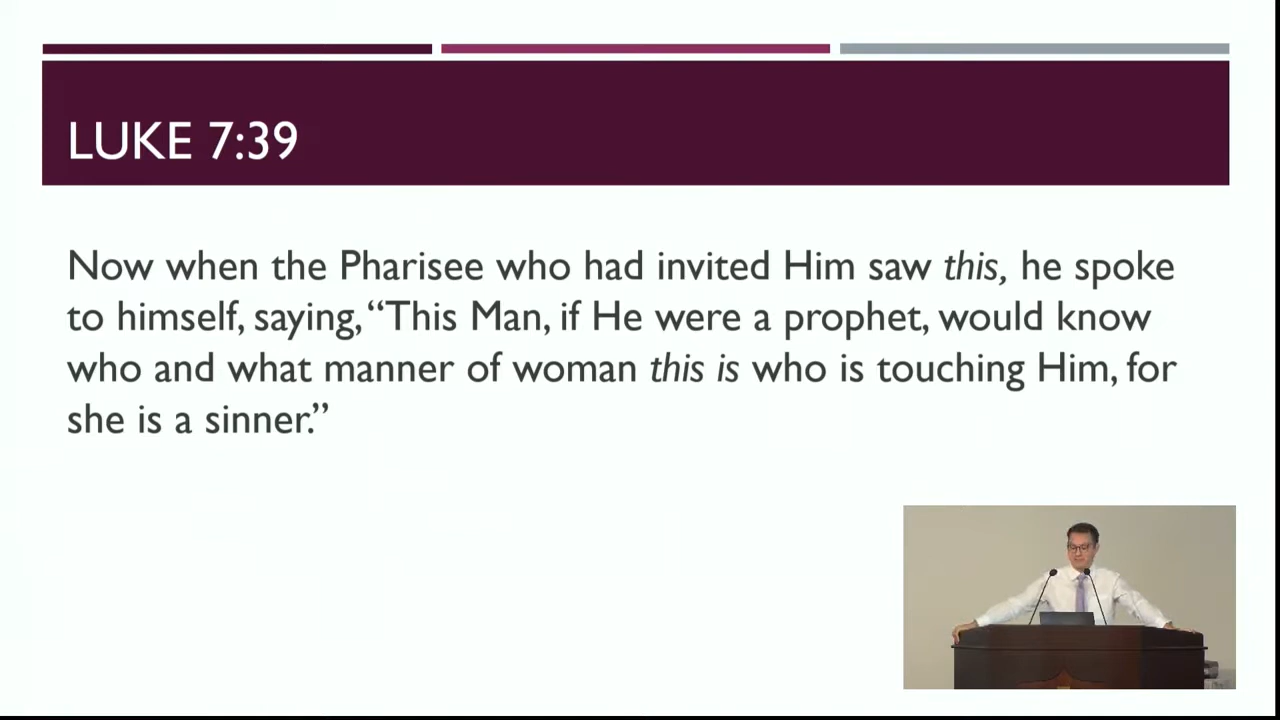 LUKE 7:39
Now when the Pharisee who had invited Him saw this, he spoke
to himself, saying, “This Man, if He were a prophet, would know
who and what manner of woman this is who is touching Him, for
she is a sinner.”